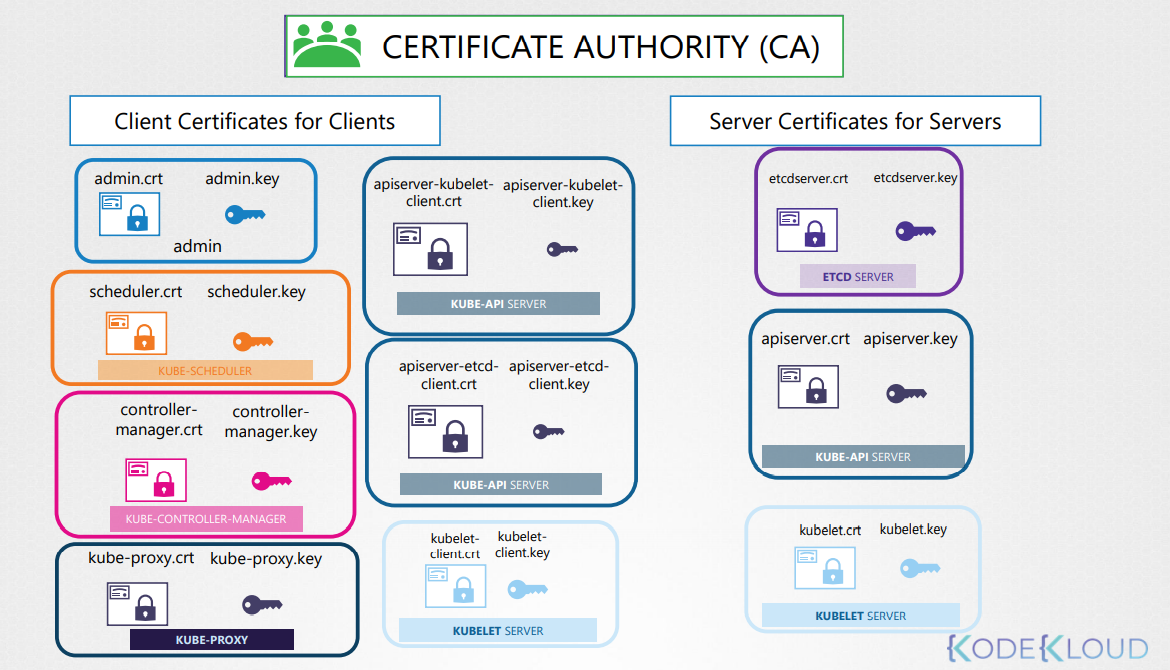 CERTIFICATE AUTHORITY (CA)
Client Certificates for Clients
admin.crt
admin.key
admin
scheduler.crt
scheduler.key
KUBE-SCHEDULER
controller-
manager.crt
controller-
manager.key
KUBE-CONTROLLER-MANAGER
kube-proxy.crt
kube-proxy.key
KUBE-PROXY
apiserver-kubelet-
client.crt
apiserver-kubelet-
client.key
KUBE-API SERVER
apiserver-etcd-
client.crt
apiserver-etcd-
client.key
KUBE-API SERVER
kubelet-
client.crt
kubelet-
client.key
KUBELET SERVER
Server Certificates for Servers
etcdserver.crt
etcdserver.key
ETCD SERVER
apiserver.crt
apiserver.key
KUBE-API SERVER
kubelet.crt
kubelet.key
KUBELET SERVER
KODEKLOUD